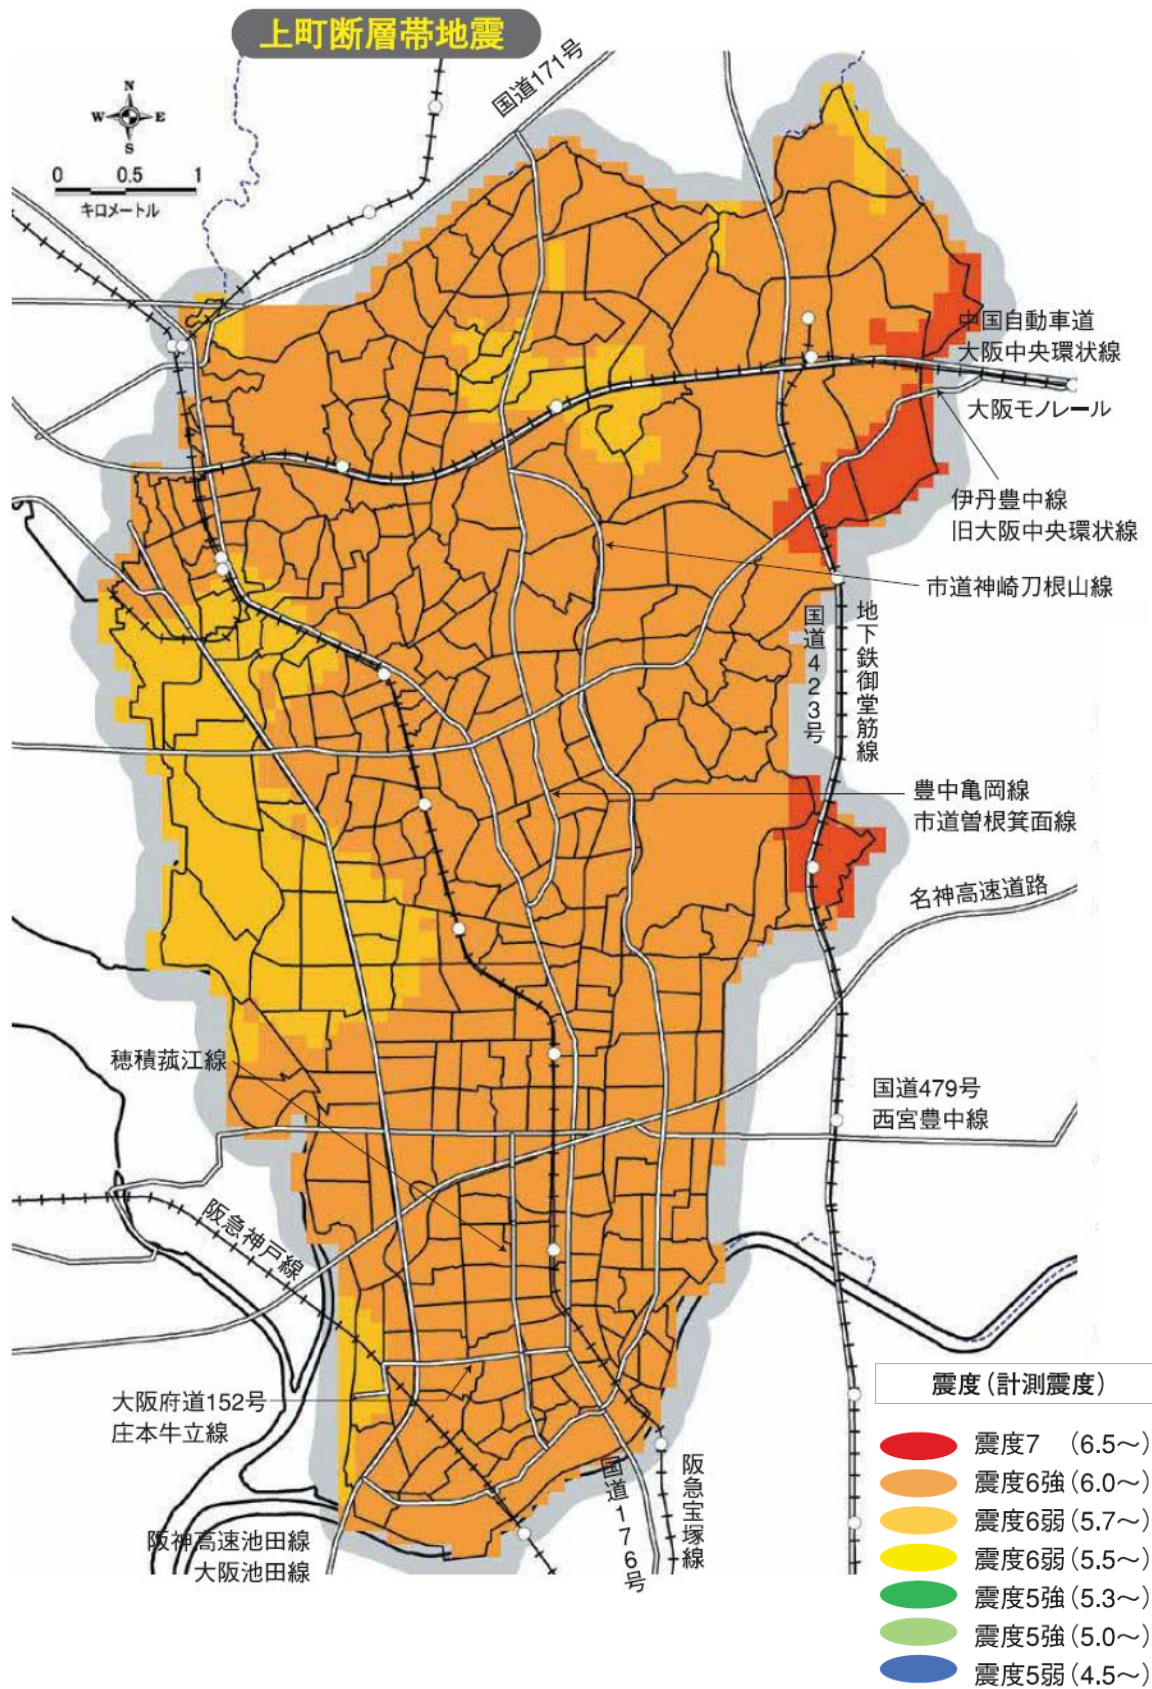 上町断層帯地震
国道171号
N
W E
S
0 0.5 1
キロメートル
中国自動車道
大阪中央環状線
大阪モノレール
伊丹豊中線
旧大阪中央環状線
市道神崎刀根山線
国道423号
地下鉄御堂筋線
豊中亀岡線
市道曽根箕面線
名神高速道路
穂積菰江線
国道479号
西宮豊中線
阪急神戸線
大阪府道152号
庄本牛立線
阪神高速池田線
大阪池田線
国道176号
阪急宝塚線
震度(計測震度)
震度7 (6.5～)
震度6強(6.0～)
震度6弱(5.7～)
震度6弱(5.5～)
震度5強(5.3～)
震度5強(5.0～)
震度5弱(4.5～)